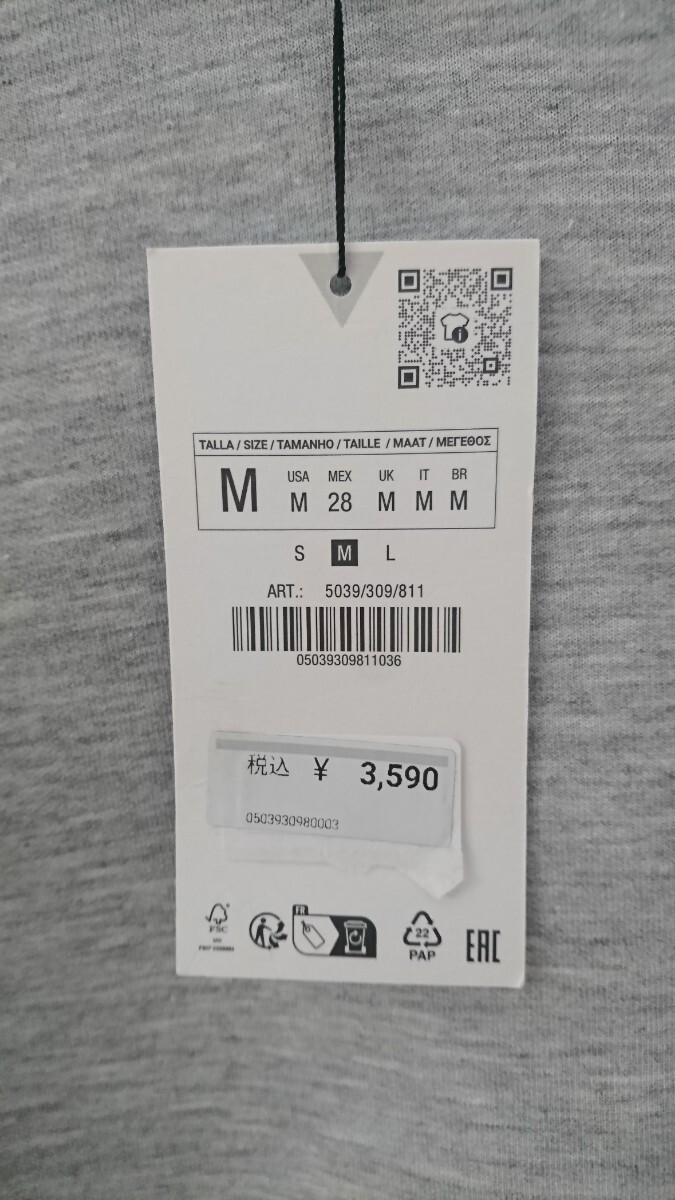 TALLA / SIZE / TAMANHO / TAILLE / MAAT / ΜΕΓΕΘΟΣ
M
USA MEX UK IT BR
M 28 M M M
S M L
ART.: 5039/309/811
05039309811036
税込 ¥ 3,590
0503930980003
FSC
FR
22
PAP
EAC